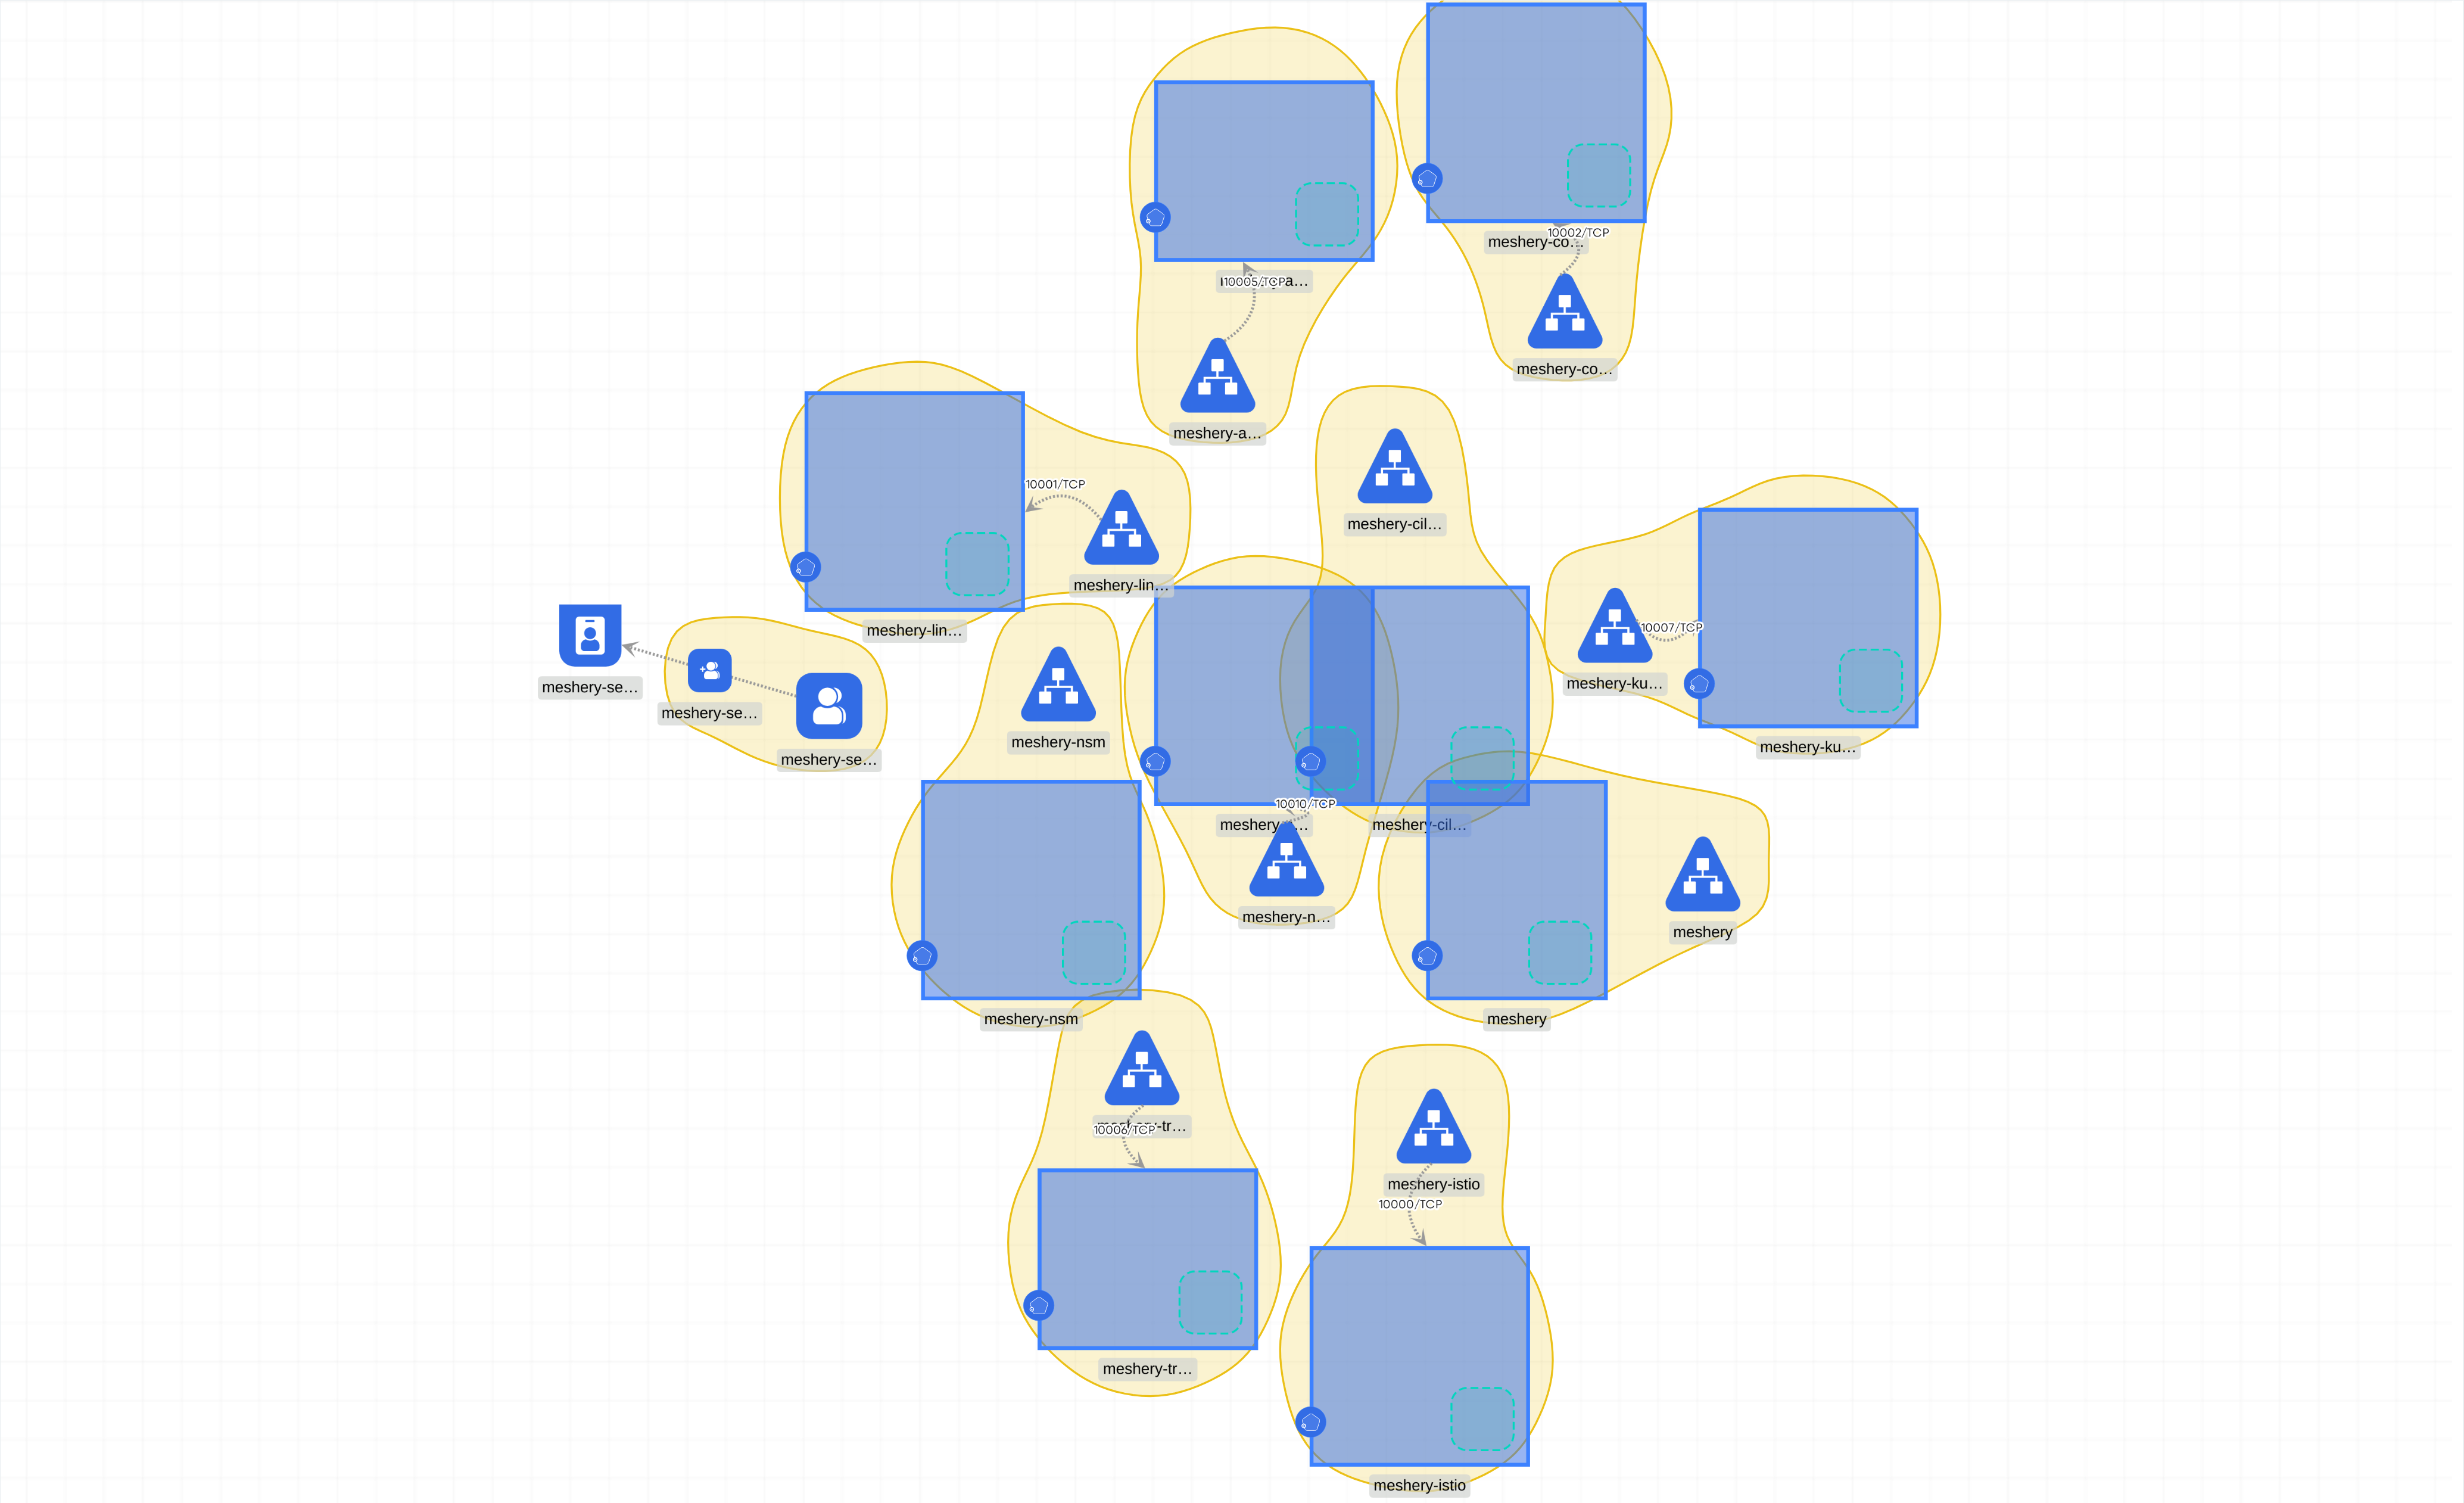 meshery-co…
10002/TCP
10005/TCP
meshery-co…
meshery-a…
10001/TCP
meshery-cil…
meshery-lin…
10007/TCP
meshery-lin…
meshery-ku…
meshery-se…
meshery-se…
meshery-nsm
meshery-ku…
meshery-se…
10010/TCP
meshery-cil…
meshery-n…
meshery
meshery-nsm
meshery
meshery-tr…
10006/TCP
meshery-istio
10000/TCP
meshery-tr…
meshery-istio